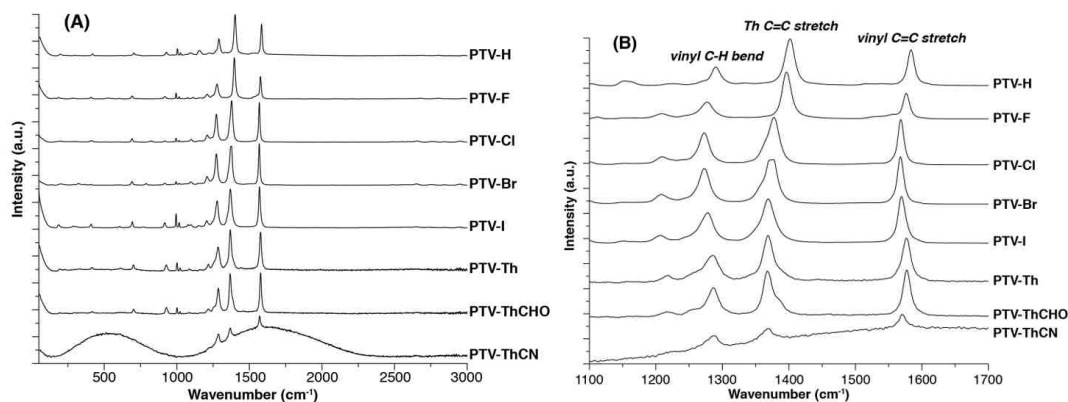 (A)
PTV-H
PTV-F
PTV-Cl
PTV-Br
PTV-I
PTV-Th
PTV-ThCHO
PTV-ThCN
Intensity (a.u.)
500 1000 1500 2000 2500 3000
Wavenumber (cm-1)
(B)
Th C=C stretch
vinyl C-H bend
vinyl C=C stretch
PTV-H
PTV-F
PTV-Cl
PTV-Br
PTV-I
PTV-Th
PTV-ThCHO
PTV-ThCN
Intensity (a.u.)
1100 1200 1300 1400 1500 1600 1700
Wavenumber (cm-1)